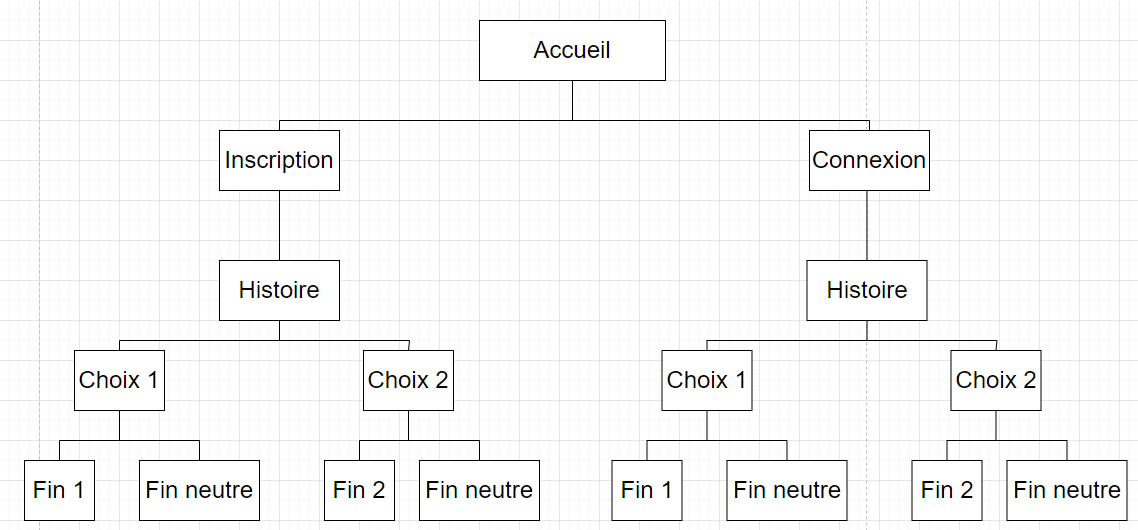 Accueil
Inscription
Connexion
Histoire
Histoire
Choix 1
Choix 2
Choix 1
Choix 2
Fin 1
Fin neutre
Fin 2
Fin neutre
Fin 1
Fin neutre
Fin 2
Fin neutre